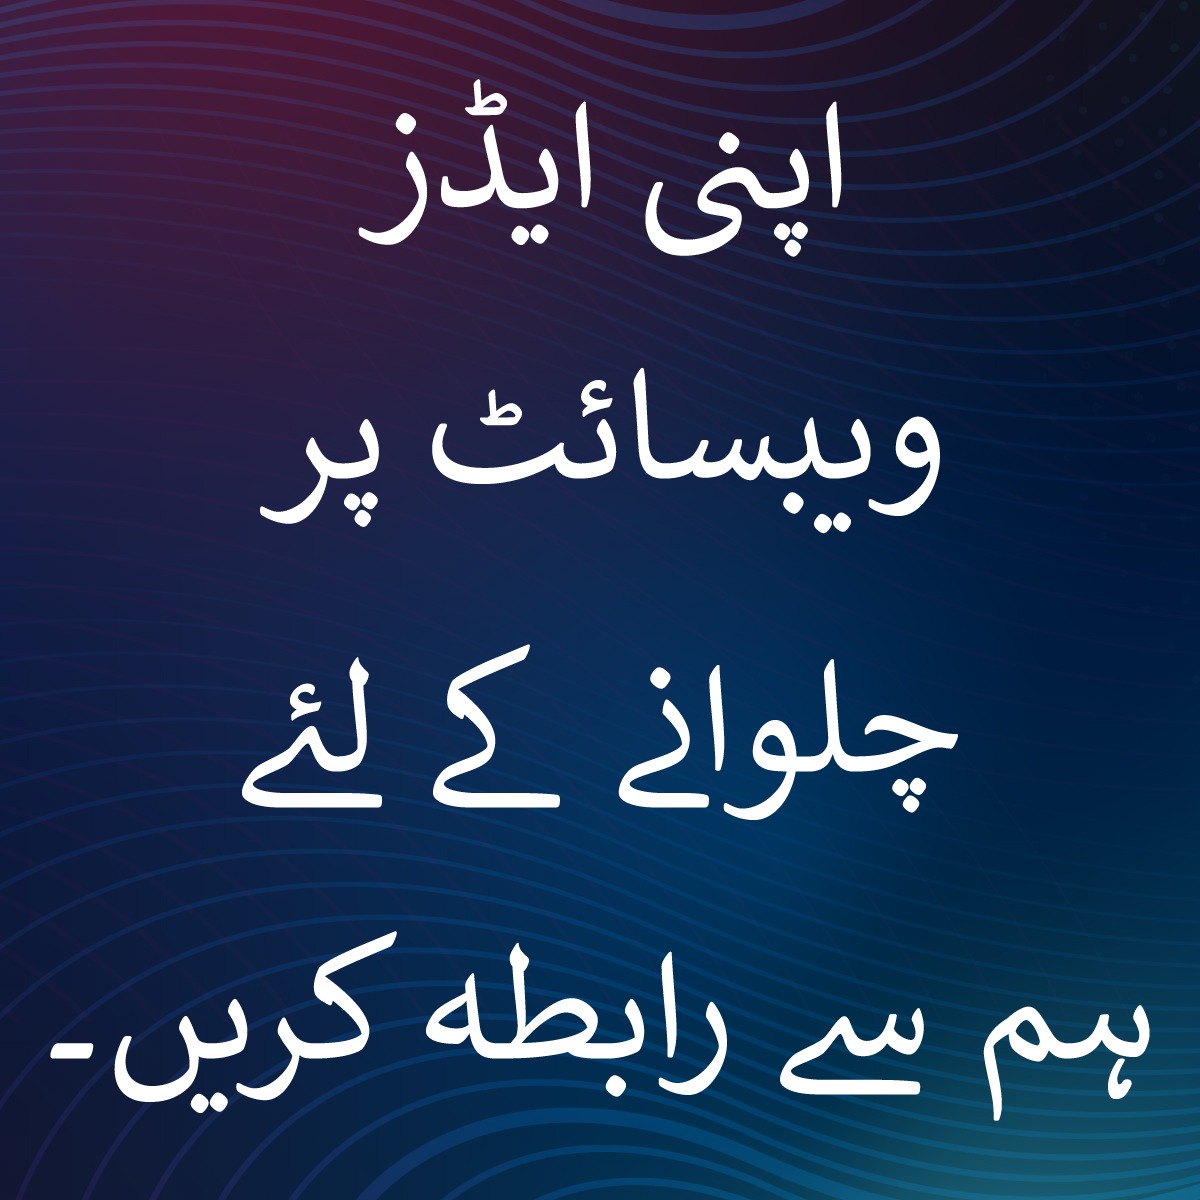 اپنی ایڈز
ویبسائٹ پر
چلوانے کے لئے
ہم سے رابطہ کریں۔